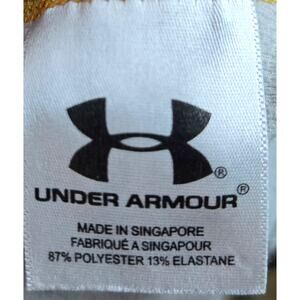 ®
UNDER ARMOUR®
MADE IN SINGAPORE
FABRIQUÉ A SINGAPOUR
87% POLYESTER 13% ELASTANE